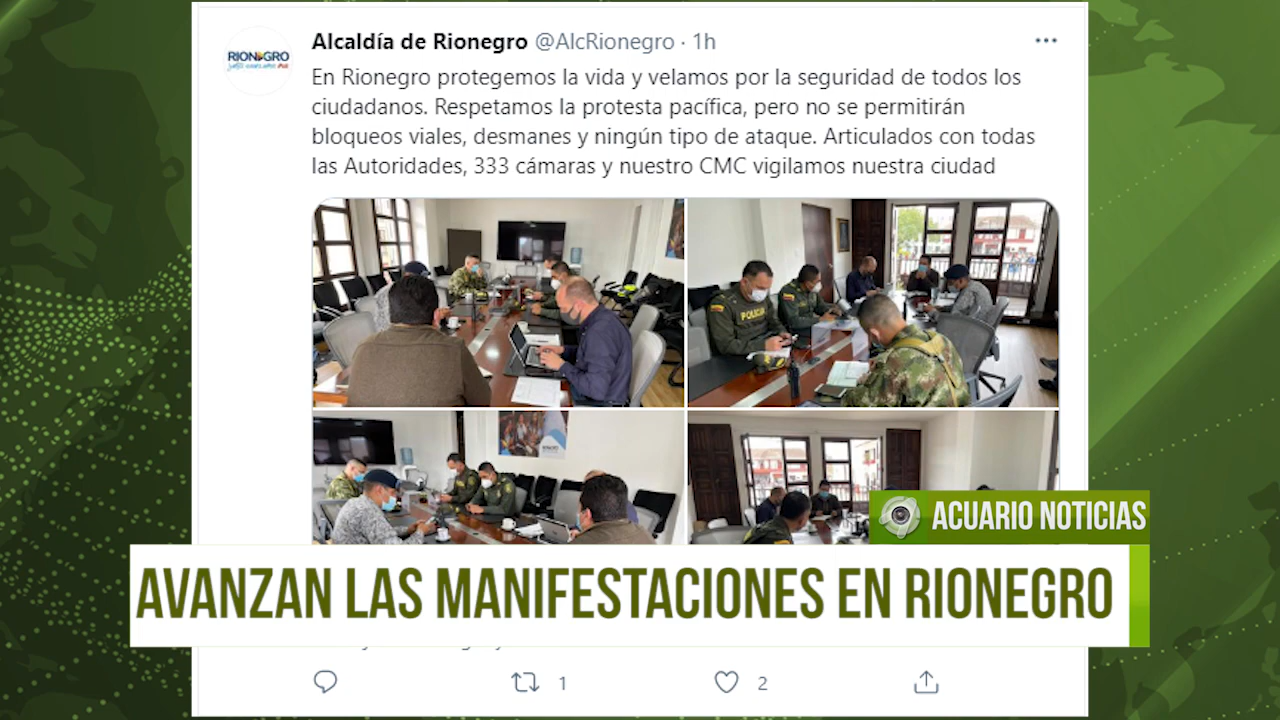 Alcaldía de Rionegro @AlcRionegro · 1h
RIONEGRO
En Rionegro protegemos la vida y velamos por la seguridad de todos los
ciudadanos. Respetamos la protesta pacífica, pero no se permitirán
bloqueos viales, desmanes y ningún tipo de ataque. Articulados con todas
las Autoridades, 333 cámaras y nuestro CMC vigilamos nuestra ciudad
POLICIA
ACUARIO NOTICIAS
AVANZAN LAS MANIFESTACIONES EN RIONEGRO
1
2